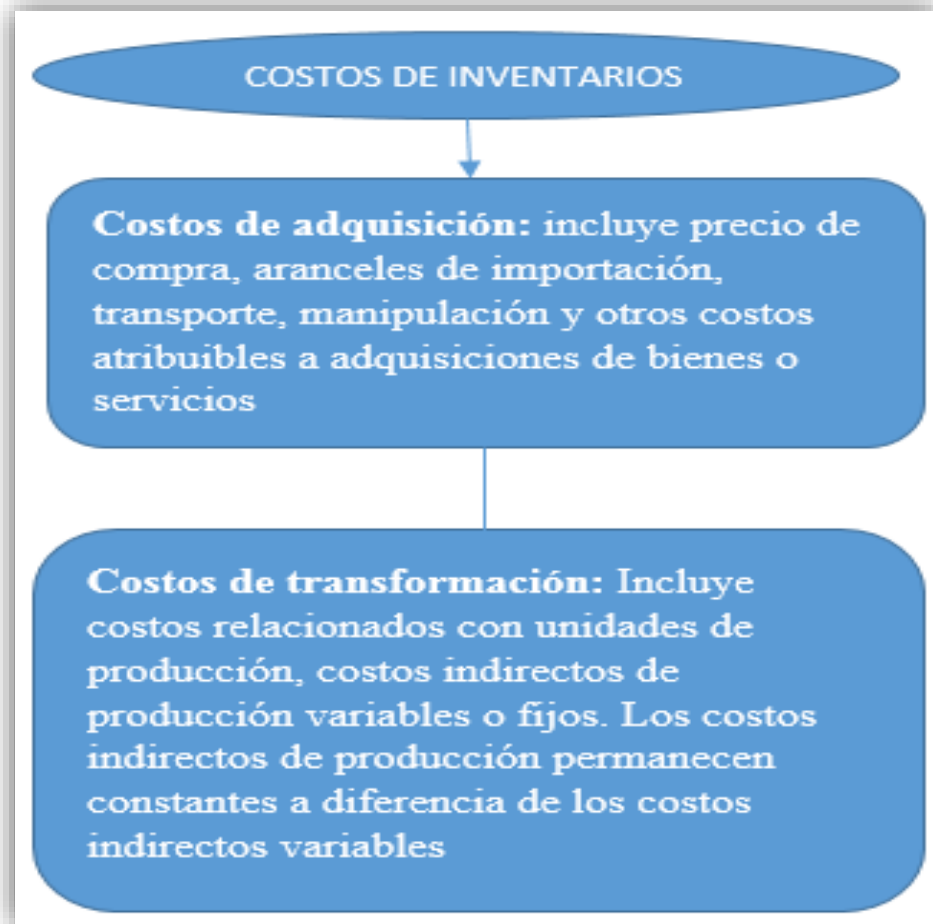 COSTOS DE INVENTARIOS
Costos de adquisición: incluye precio de
compra, aranceles de importación,
transporte, manipulación y otros costos
atribuibles a adquisiciones de bienes o
servicios
Costos de transformación: Incluye
costos relacionados con unidades de
producción, costos indirectos de
producción variables o fijos. Los costos
indirectos de producción permanecen
constantes a diferencia de los costos
indirectos variables